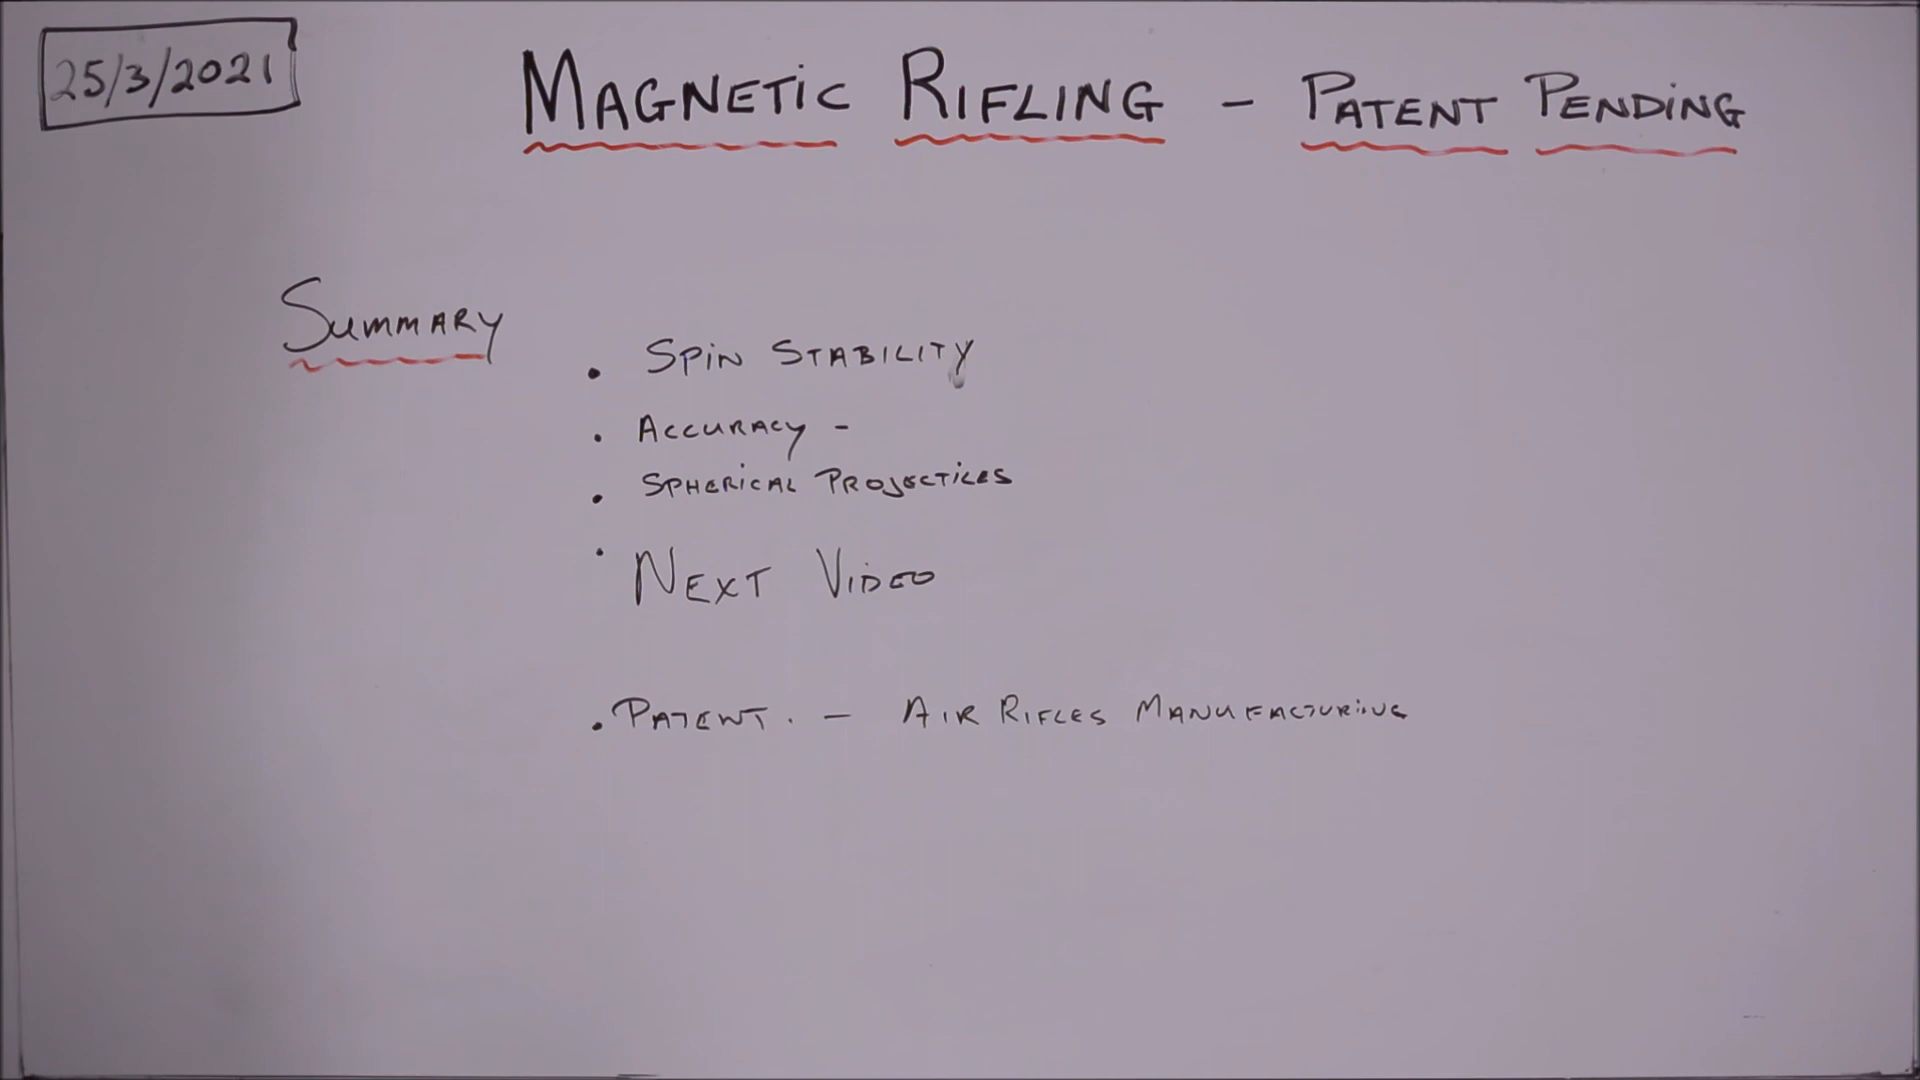 25/3/2021
MAGNETIC RIFLING - PATENT PENDING
SUMMARY
• SPIN STABILITY
• ACCURACY -
• SPHERICAL PROJECTILES
• NEXT VIDEO
• PATENT. - AIR RIFLES MANUFACTURING